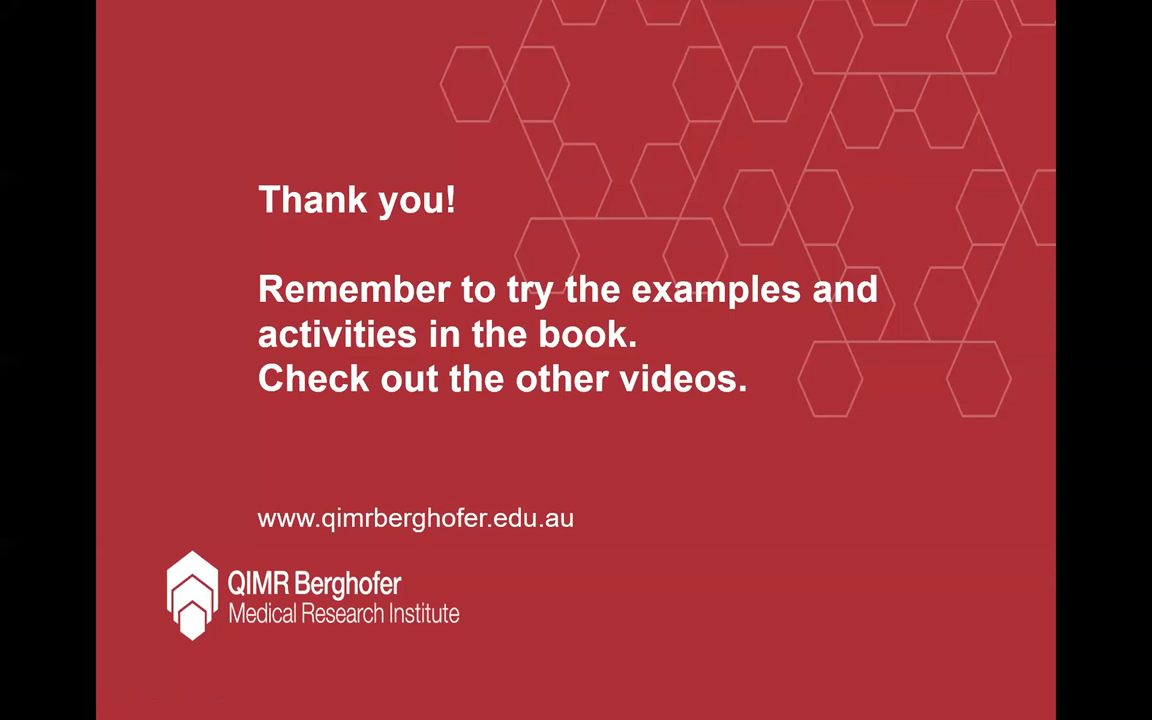 Thank you!
Remember to try the examples and
activities in the book.
Check out the other videos.
www.qimrberghofer.edu.au
QIMR Berghofer
Medical Research Institute